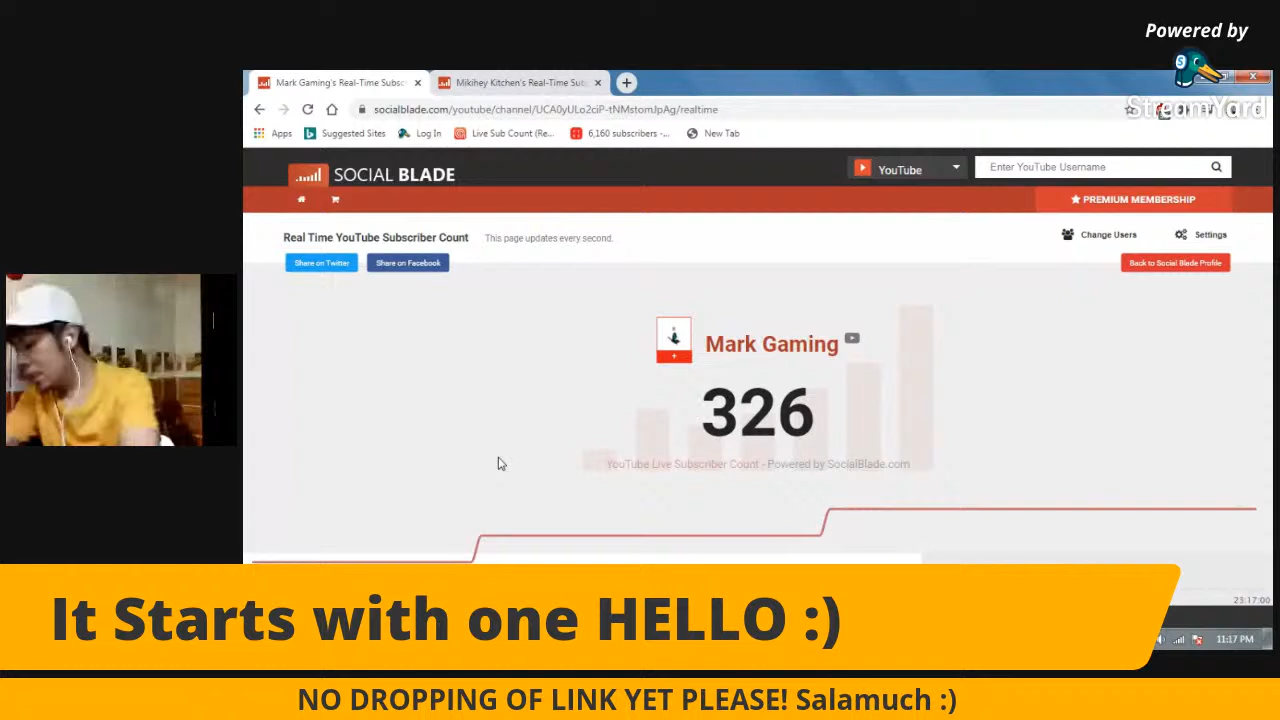 Powered by
StreamYard
Mark Gaming's Real-Time Subsc
Mikihey Kitchen's Real-Time Sub
socialblade.com/youtube/channel/UCA0yULo2ciP-tNMstomJpAg/realtime
Apps
Suggested Sites
Log In
Live Sub Count (Re...
6,160 subscribers -...
New Tab
SOCIAL BLADE
YouTube
Enter YouTube Username
PREMIUM MEMBERSHIP
Real Time YouTube Subscriber Count
This page updates every second.
Change Users
Settings
Share on Twitter
Share on Facebook
Back to Social Blade Profile
Mark Gaming
326
YouTube Live Subscriber Count - Powered by SocialBlade.com
23:17:00
It Starts with one HELLO :)
11:17 PM
NO DROPPING OF LINK YET PLEASE! Salamuch :)